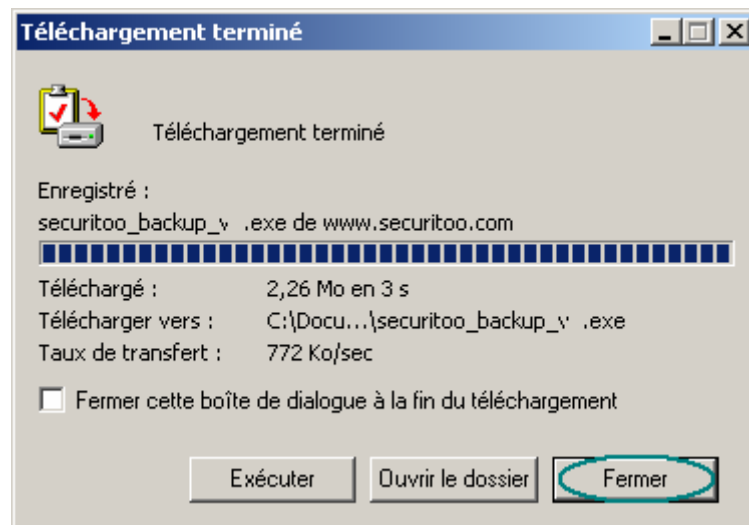 Téléchargement terminé
Téléchargement terminé
Enregistré :
securitoo_backup_v .exe de www.securitoo.com
Téléchargé : 2,26 Mo en 3 s
Télécharger vers : C:\Docu...\securitoo_backup_v .exe
Taux de transfert : 772 Ko/sec
Fermer cette boîte de dialogue à la fin du téléchargement
Exécuter Ouvrir le dossier Fermer